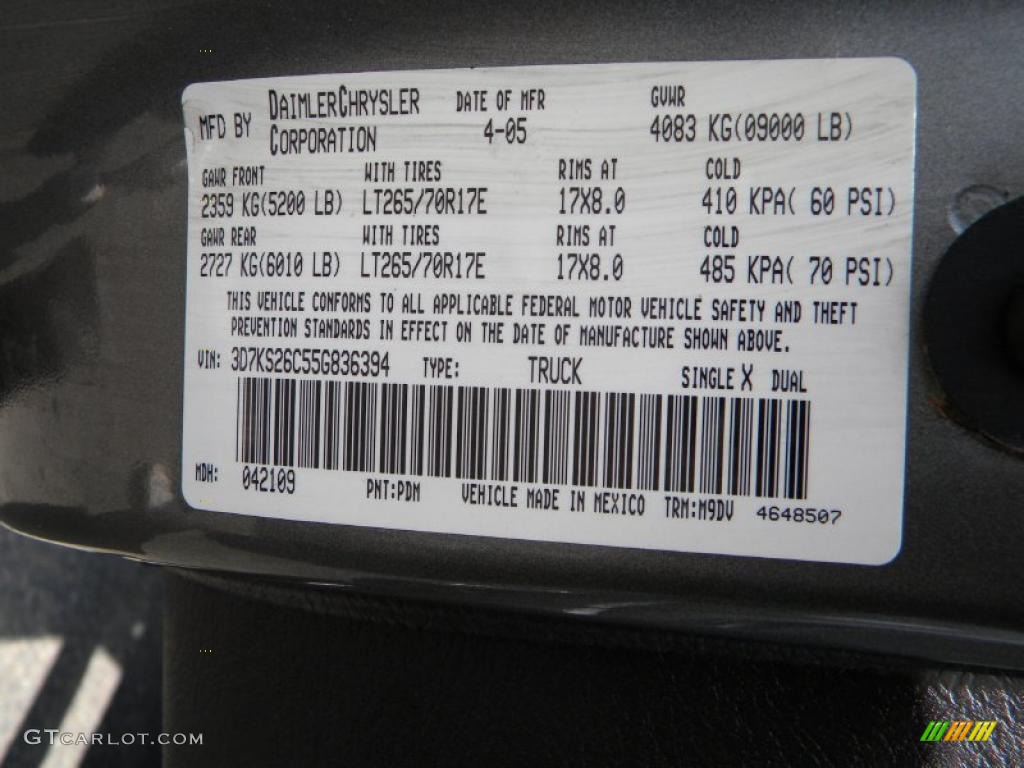 MFD BY DAIMLERCHRYSLER CORPORATION DATE OF MFR 4-05 GVWR 4083 KG(09000 LB)
GAWR FRONT WITH TIRES RIMS AT COLD
2359 KG(5200 LB) LT265/70R17E 17X8.0 410 KPA( 60 PSI)
GAWR REAR WITH TIRES RIMS AT COLD
2727 KG(6010 LB) LT265/70R17E 17X8.0 485 KPA( 70 PSI)
THIS VEHICLE CONFORMS TO ALL APPLICABLE FEDERAL MOTOR VEHICLE SAFETY AND THEFT
PREVENTION STANDARDS IN EFFECT ON THE DATE OF MANUFACTURE SHOWN ABOVE.
VIN: 3D7KS26C55G836394 TYPE: TRUCK SINGLE X DUAL
MDH: 042109 PNT:PDM VEHICLE MADE IN MEXICO TRM:M9DV 4648507
GTCARLOT.COM